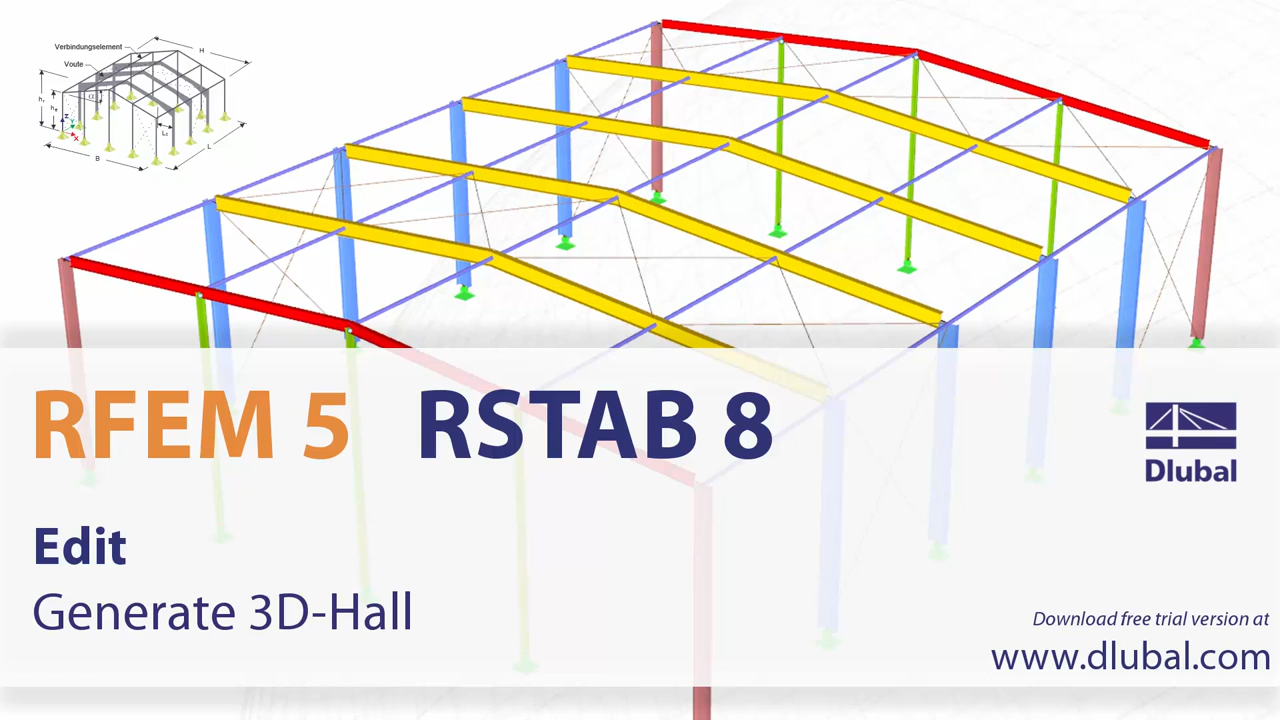 Verbindungselement
Voute
H
α
Z
Y
X
B
L
RFEM 5 RSTAB 8
Dlubal
Edit
Generate 3D-Hall
Download free trial version at
www.dlubal.com